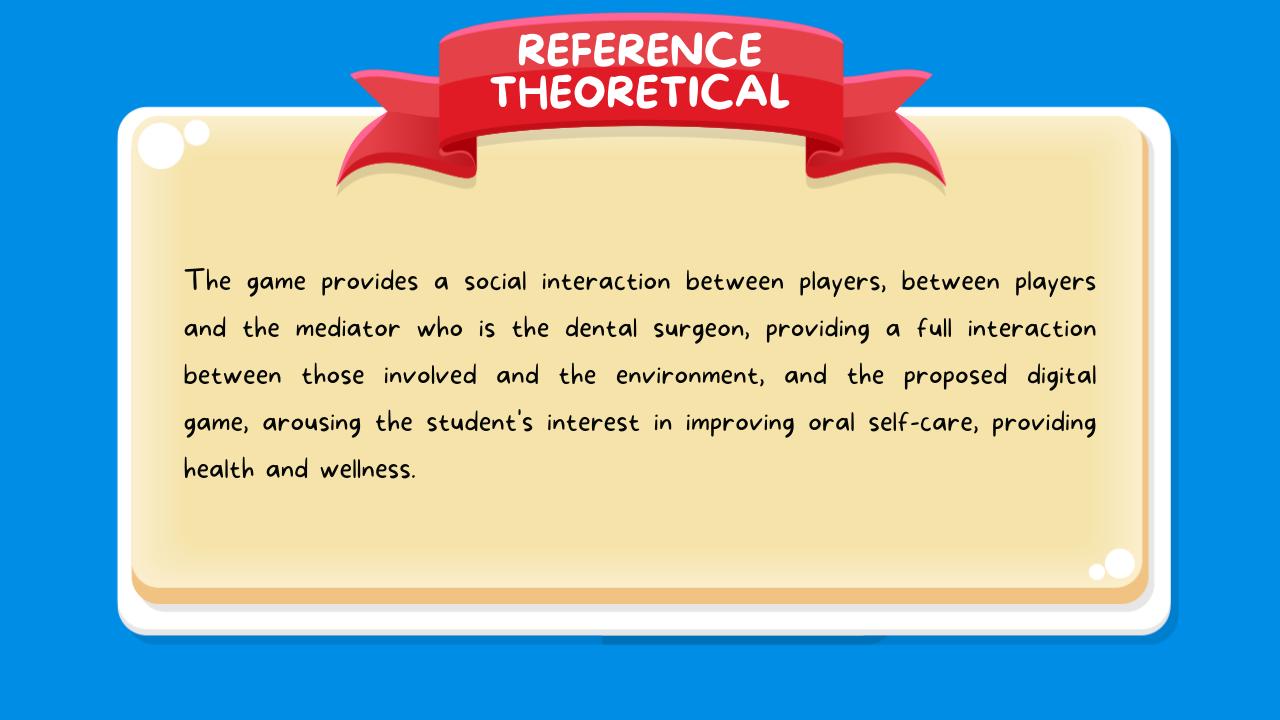 REFERENCE
THEORETICAL
The game provides a social interaction between players, between players
and the mediator who is the dental surgeon, providing a full interaction
between those involved and the environment, and the proposed digital
game, arousing the student's interest in improving oral self-care, providing
health and wellness.